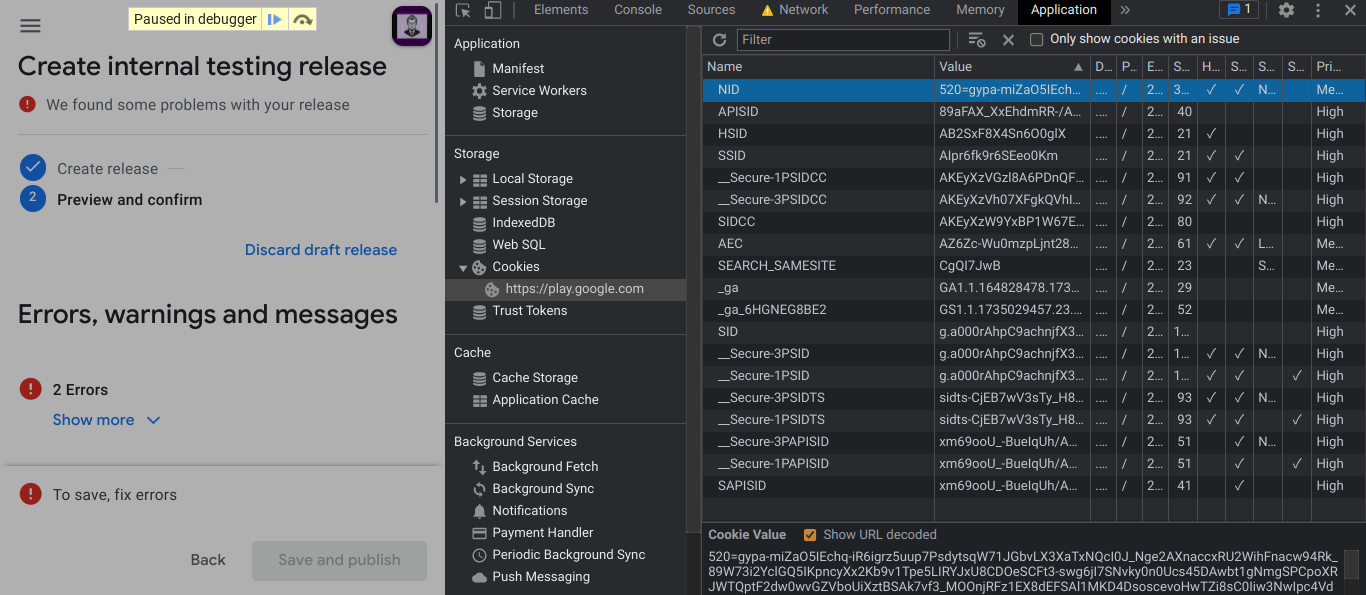 Paused in debugger
Create internal testing release
We found some problems with your release
Create release
2 Preview and confirm
Discard draft release
Errors, warnings and messages
2 Errors
Show more
To save, fix errors
Back Save and publish
Elements Console Sources Network Performance Memory Application » 1
Application
Manifest
Service Workers
Storage
Storage
Local Storage
Session Storage
IndexedDB
Web SQL
Cookies
https://play.google.com
Trust Tokens
Cache
Cache Storage
Application Cache
Background Services
Background Fetch
Background Sync
Notifications
Payment Handler
Periodic Background Sync
Push Messaging
Filter Only show cookies with an issue
Name Value ▲ D... P... E... S... H... S... S... S... Pri...
NID 520=gypa-miZaO5IEch... .... / 2... 3... ✓ ✓ N... Me...
APISID 89aFAX_XxEhdmRR-/A... .... / 2... 40 High
HSID AB2SxF8X4Sn6O0glX .... / 2... 21 ✓ High
SSID AIpr6fk9r6SEeo0Km .... / 2... 21 ✓ ✓ High
__Secure-1PSIDCC AKEyXzVGzl8A6PDnQF... .... / 2... 91 ✓ ✓ High
__Secure-3PSIDCC AKEyXzVh07XFgkQVhI... .... / 2... 92 ✓ ✓ N... High
SIDCC AKEyXzW9YxBP1W67E... .... / 2... 80 High
AEC AZ6Zc-Wu0mzpLjnt28... .... / 2... 61 ✓ ✓ L... Me...
SEARCH_SAMESITE CgQI7JwB .... / 2... 23 S... Me...
_ga GA1.1.164828478.173... .... / 2... 29 Me...
_ga_6HGNEG8BE2 GS1.1.1735029457.23.... .... / 2... 52 Me...
SID g.a000rAhpC9achnjfX3... .... / 2... 1... High
__Secure-3PSID g.a000rAhpC9achnjfX3... .... / 2... 1... ✓ ✓ N... High
__Secure-1PSID g.a000rAhpC9achnjfX3... .... / 2... 1... ✓ ✓ ✓ High
__Secure-3PSIDTS sidts-CjEB7wV3sTy_H8... .... / 2... 93 ✓ ✓ N... High
__Secure-1PSIDTS sidts-CjEB7wV3sTy_H8... .... / 2... 93 ✓ ✓ ✓ High
__Secure-3PAPISID xm69ooU_-BueIqUh/A... .... / 2... 51 ✓ N... High
__Secure-1PAPISID xm69ooU_-BueIqUh/A... .... / 2... 51 ✓ ✓ High
SAPISID xm69ooU_-BueIqUh/A... .... / 2... 41 ✓ High
Cookie Value Show URL decoded
520=gypa-miZaO5IEchq-iR6igrz5uup7PsdytsqW71JGbvLX3XaTxNQcI0J_Nge2AXnaccxRU2WihFnacw94Rk_
89W73i2YclGQ5IKpncyXx2Kb9v1Tpe5LIRYJxU8CDOeSCFt3-swg6jl7SNvky0n0Ucs45DAwbt1gNmgSPCpoXR
JWTQptF2dw0wvGZVboUiXztBSAk7vf3_MOOnjRFz1EX8dEFSAl1MKD4DsoscevoHwTZi8sC0Iiw3NwIpc4Vd